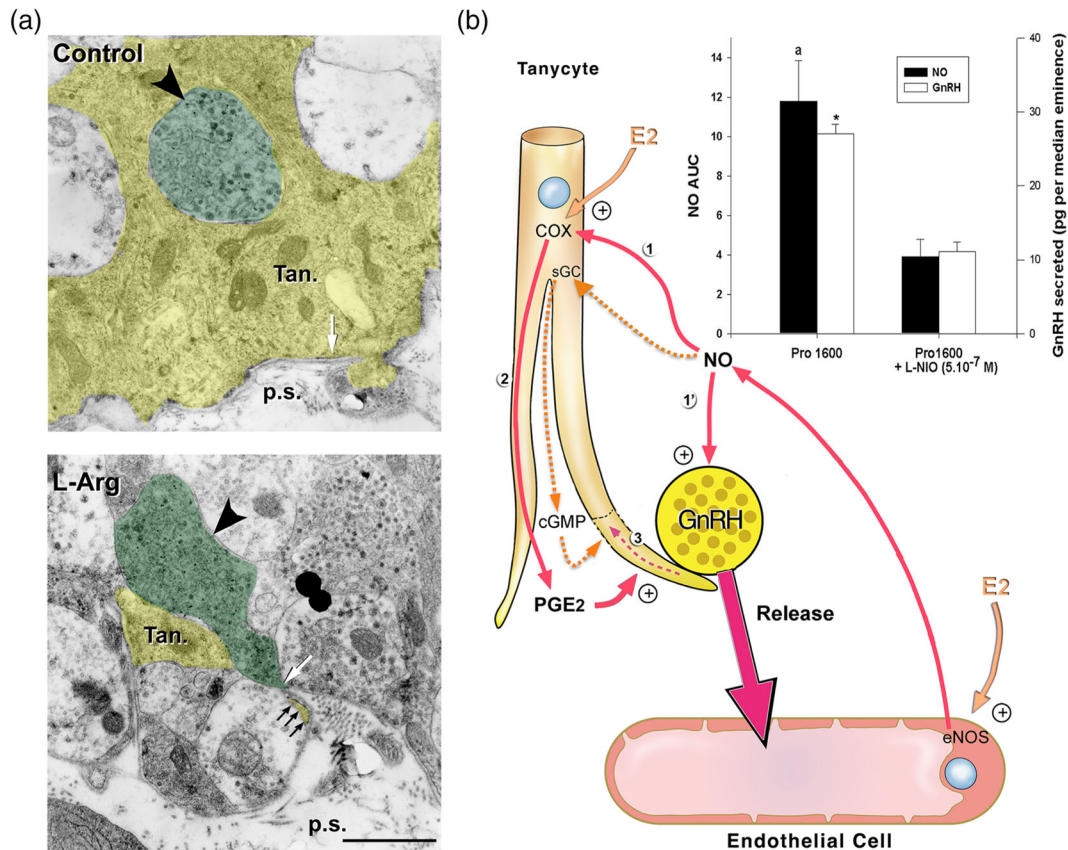 (a)
Control
Tan.
p.s.
L-Arg
Tan.
p.s.
(b)
Tanycyte
E2
+
COX
sGC
1
2
NO
1'
+
GnRH
cGMP
3
PGE2
+
Release
E2
+
eNOS
Endothelial Cell
NO AUC
14
12
10
8
6
4
2
0
a
*
NO
GnRH
40
30
20
10
0
GnRH secreted (pg per median eminence)
Pro 1600
Pro1600
+ L-NIO (5.10⁻⁷ M)